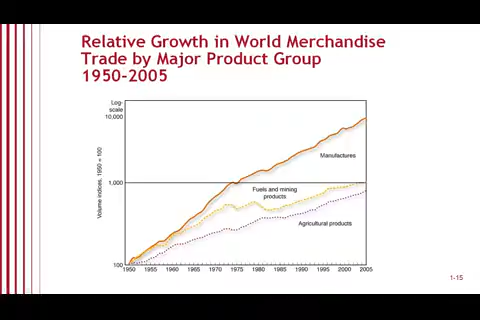 Relative Growth in World Merchandise
Trade by Major Product Group
1950-2005
Log-
scale
10,000
Manufactures
1,000
Fuels and mining
products
Agricultural products
Volume indices, 1950 = 100
100
1950 1955 1960 1965 1970 1975 1980 1985 1990 1995 2000 2005
1-15